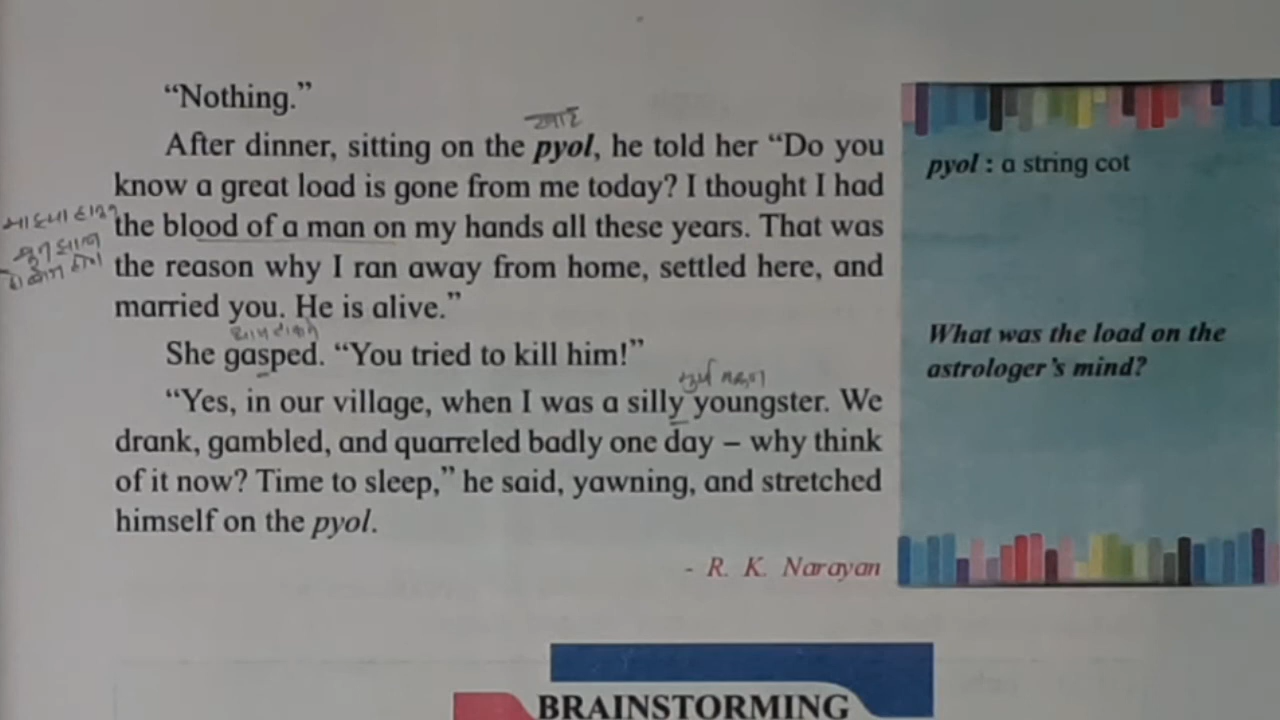 “Nothing.”
After dinner, sitting on the pyol, he told her “Do you
know a great load is gone from me today? I thought I had
the blood of a man on my hands all these years. That was
the reason why I ran away from home, settled here, and
married you. He is alive.”
She gasped. “You tried to kill him!”
“Yes, in our village, when I was a silly youngster. We
drank, gambled, and quarreled badly one day – why think
of it now? Time to sleep,” he said, yawning, and stretched
himself on the pyol.
- R. K. Narayan
pyol : a string cot
What was the load on the
astrologer’s mind?
BRAINSTORMING